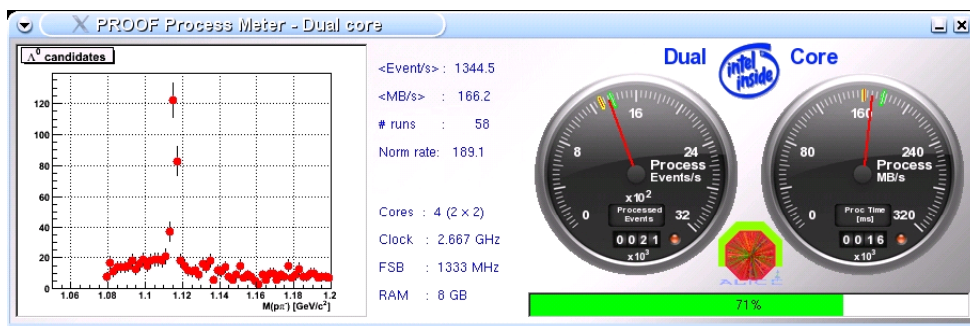 PROOF Process Meter - Dual core
Λ⁰ candidates
120
100
80
60
40
20
0
1.06 1.08 1.1 1.12 1.14 1.16 1.18 1.2
M(pπ⁻) [GeV/c²]
<Event/s> : 1344.5
<MB/s> : 166.2
# runs : 58
Norm rate: 189.1
Cores : 4 (2 × 2)
Clock : 2.667 GHz
FSB : 1333 MHz
RAM : 8 GB
Dual intel inside Core
0 8 16 24 32
Process
Events/s
x10²
Processed
Events
0021
x10³
0 80 160 240 320
Process
MB/s
Proc Time
[ms]
0016
x10³
ALICE
71%